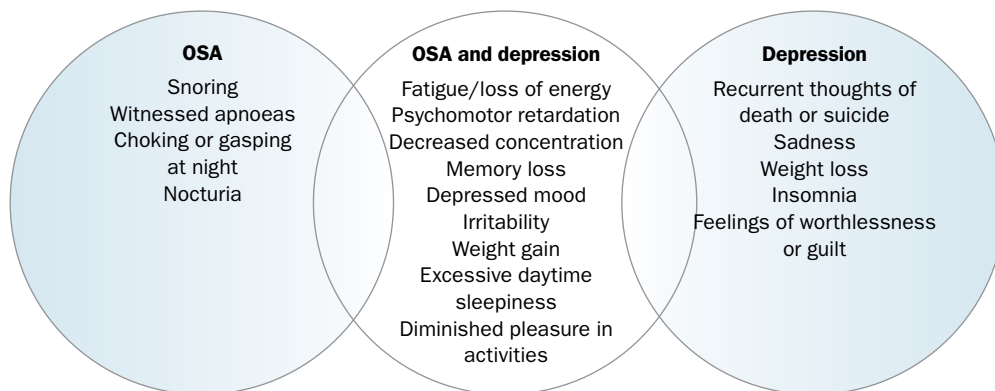 OSA
Snoring
Witnessed apnoeas
Choking or gasping
at night
Nocturia
OSA and depression
Fatigue/loss of energy
Psychomotor retardation
Decreased concentration
Memory loss
Depressed mood
Irritability
Weight gain
Excessive daytime
sleepiness
Diminished pleasure in
activities
Depression
Recurrent thoughts of
death or suicide
Sadness
Weight loss
Insomnia
Feelings of worthlessness
or guilt